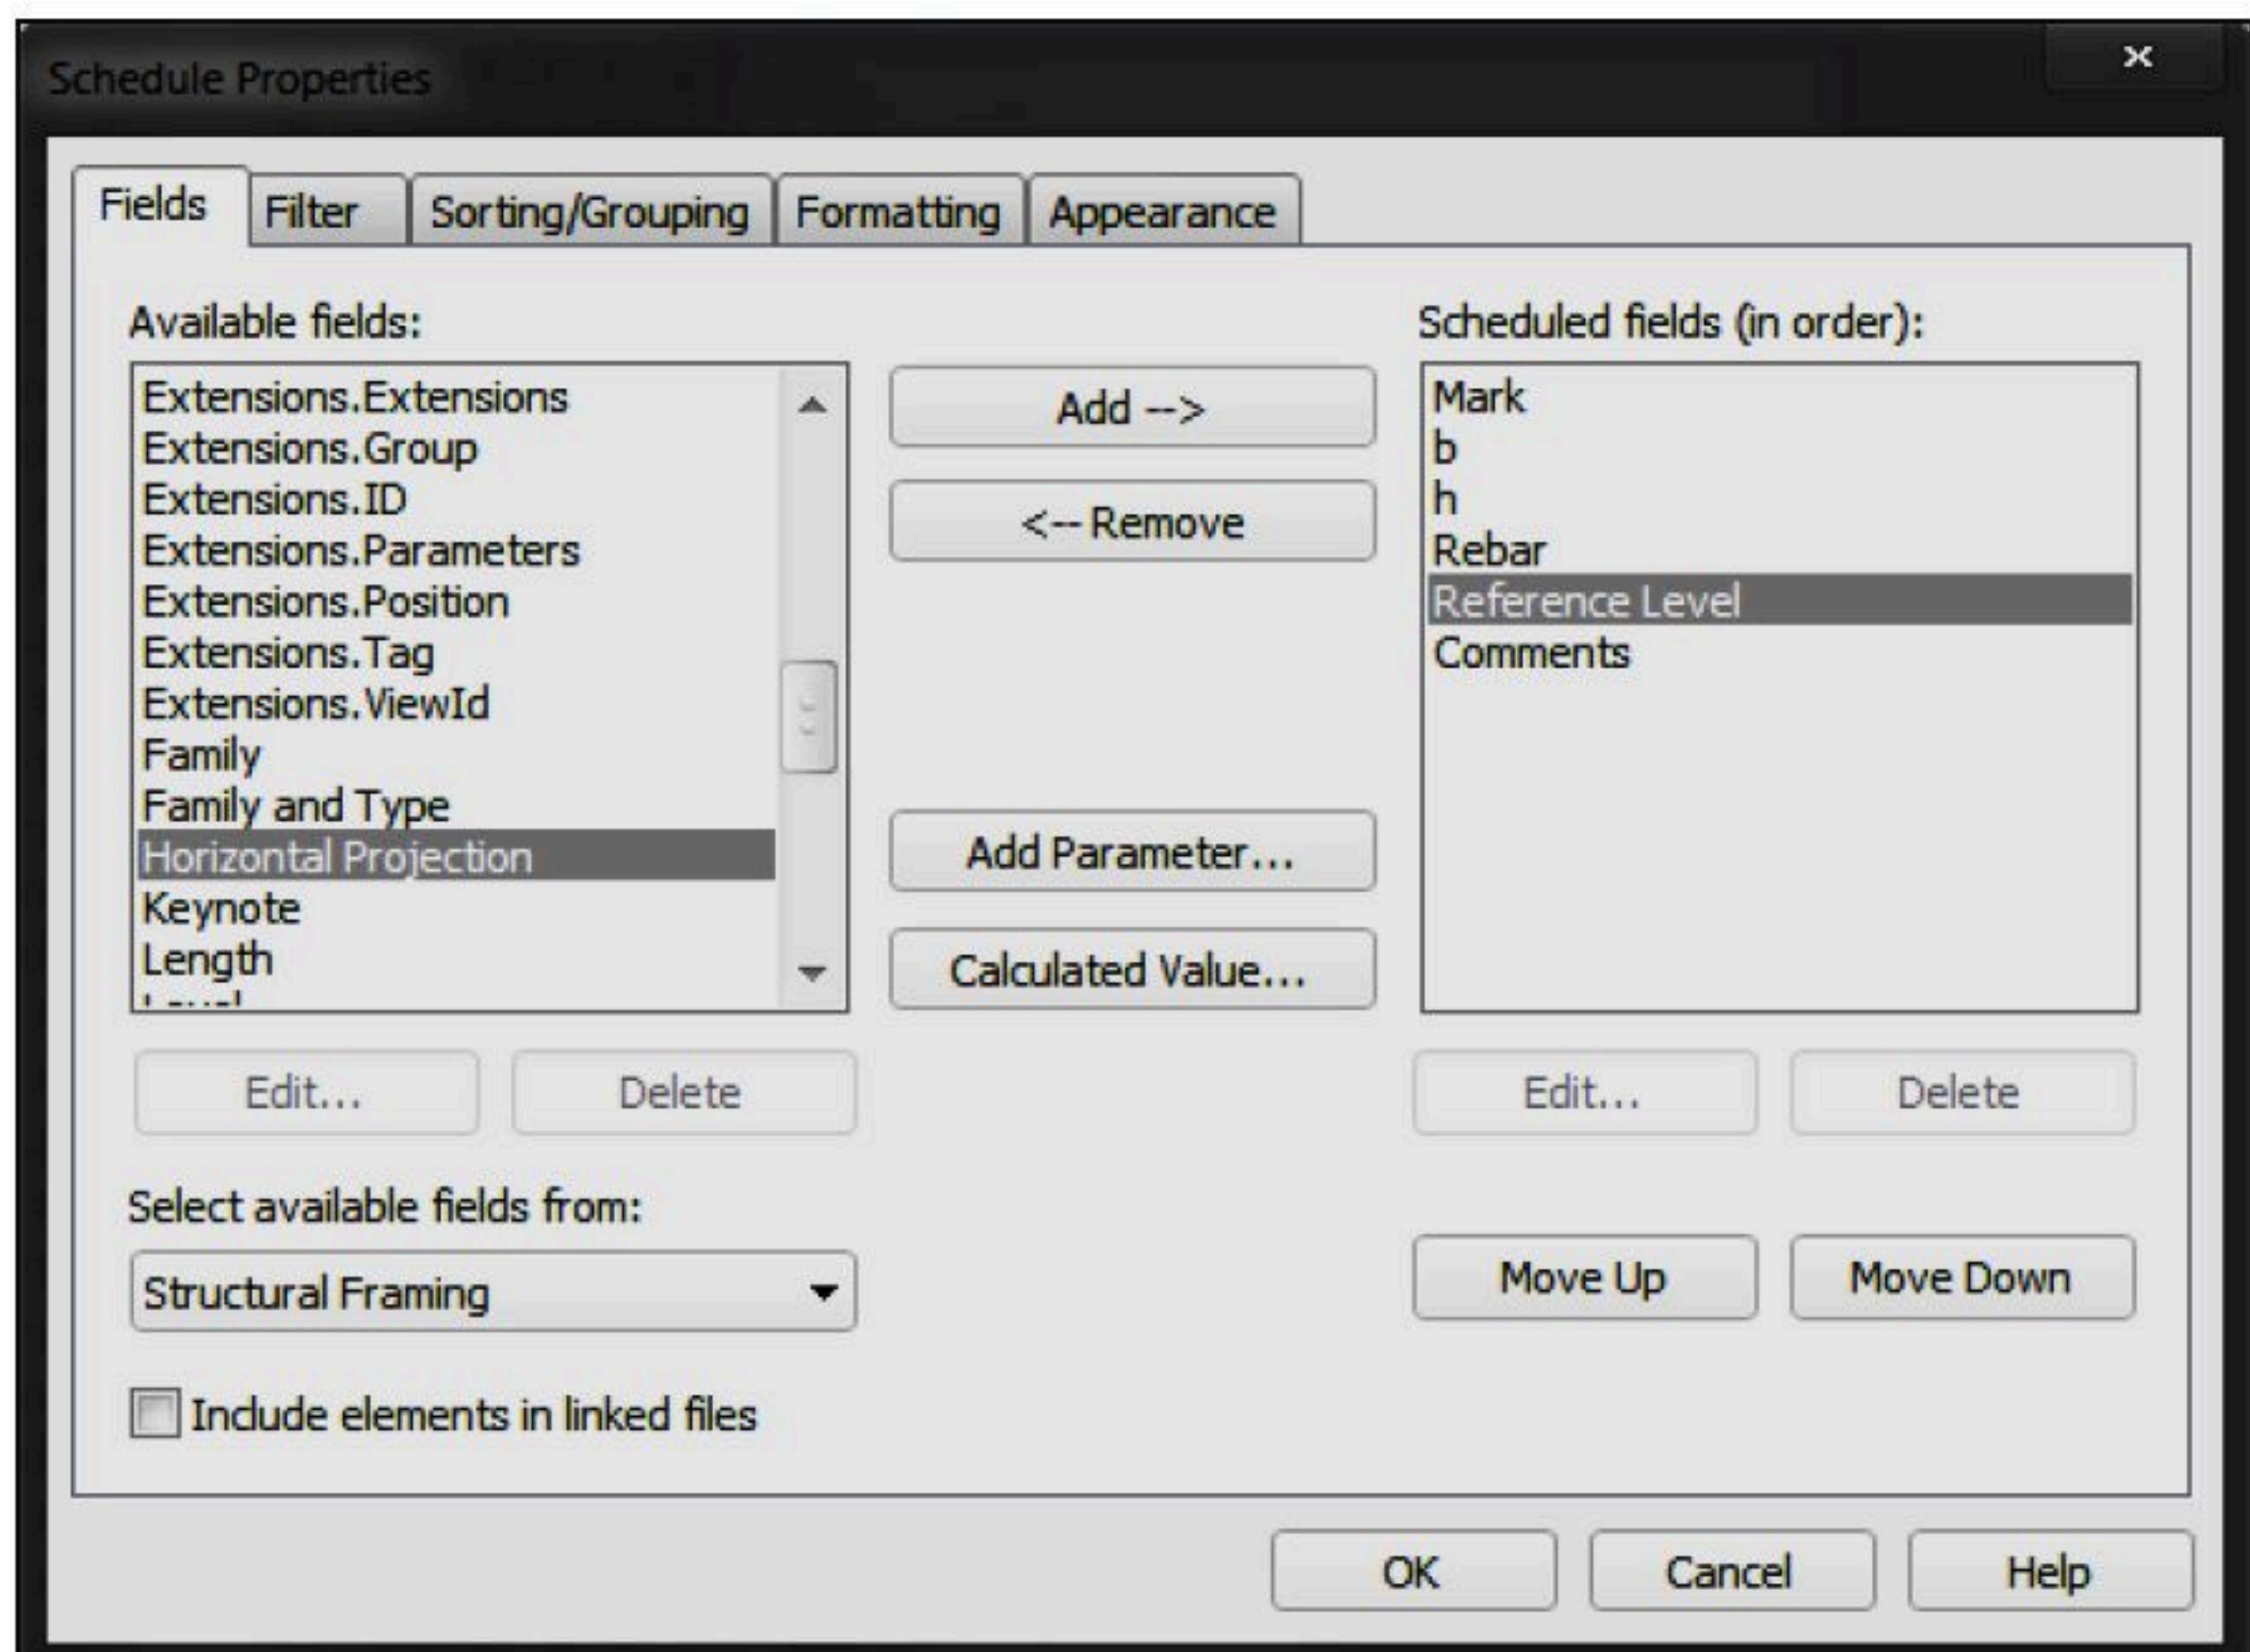 Schedule Properties
Fields
Filter
Sorting/Grouping
Formatting
Appearance
Available fields:
Extensions.Extensions
Extensions.Group
Extensions.ID
Extensions.Parameters
Extensions.Position
Extensions.Tag
Extensions.ViewId
Family
Family and Type
Horizontal Projection
Keynote
Length
Add -->
<-- Remove
Add Parameter...
Calculated Value...
Scheduled fields (in order):
Mark
b
h
Rebar
Reference Level
Comments
Edit...
Delete
Edit...
Delete
Select available fields from:
Structural Framing
Move Up
Move Down
Include elements in linked files
OK
Cancel
Help